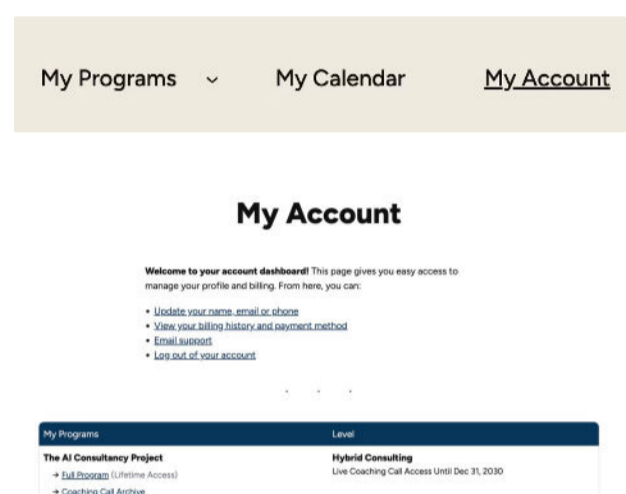 My Programs My Calendar My Account
My Account
Welcome to your account dashboard! This page gives you easy access to
manage your profile and billing. From here, you can:
• Update your name, email or phone
• View your billing history and payment method
• Email support
• Log out of your account
. . .
My Programs Level
The AI Consultancy Project Hybrid Consulting
→ Full Program (Lifetime Access) Live Coaching Call Access Until Dec 31, 2030
→ Coaching Call Archive